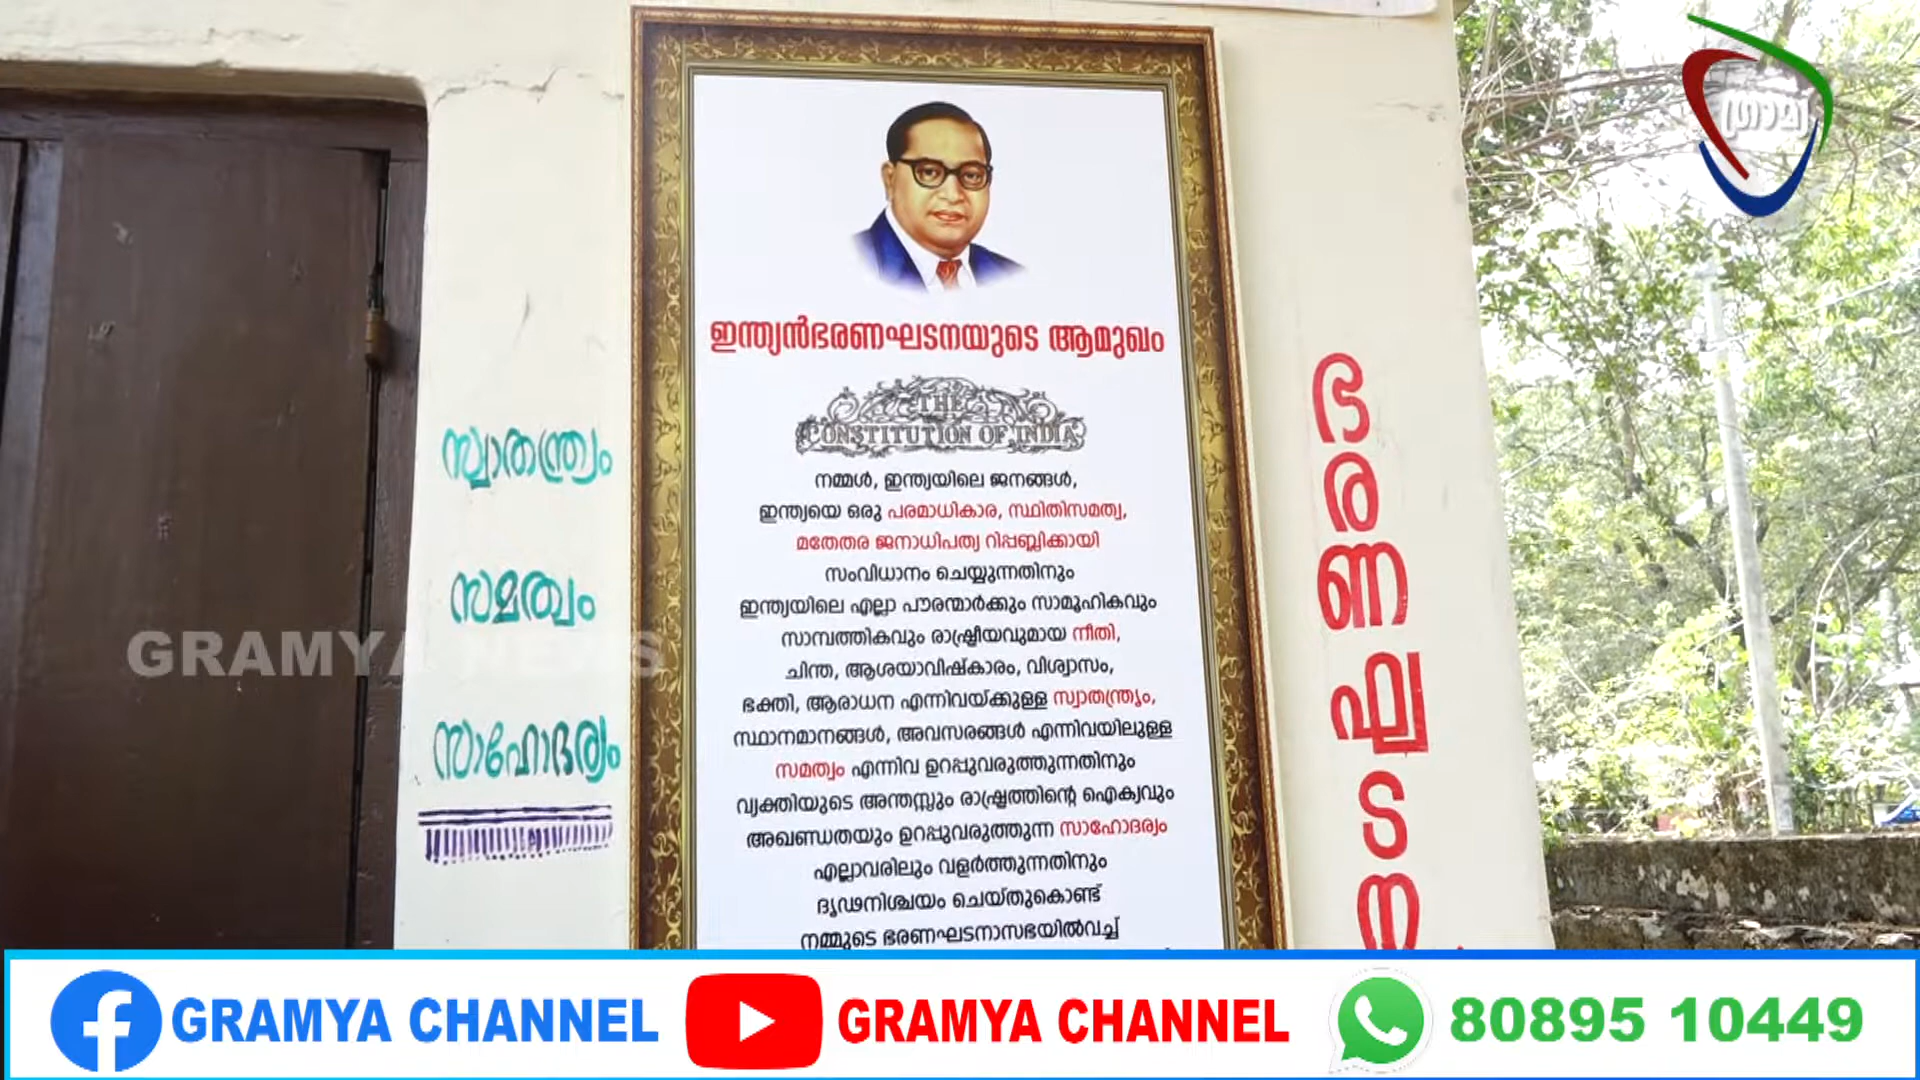 ഗ്രാമ്യ
ഇന്ത്യൻഭരണഘടനയുടെ ആമുഖം
THE
CONSTITUTION OF INDIA
നമ്മൾ, ഇന്ത്യയിലെ ജനങ്ങൾ,
ഇന്ത്യയെ ഒരു പരമാധികാര, സ്ഥിതിസമത്വ,
മതേതര ജനാധിപത്യ റിപ്പബ്ലിക്കായി
സംവിധാനം ചെയ്യുന്നതിനും
ഇന്ത്യയിലെ എല്ലാ പൗരന്മാർക്കും സാമൂഹികവും
സാമ്പത്തികവും രാഷ്ട്രീയവുമായ നീതി,
ചിന്ത, ആശയാവിഷ്കാരം, വിശ്വാസം,
ഭക്തി, ആരാധന എന്നിവയ്ക്കുള്ള സ്വാതന്ത്ര്യം,
സ്ഥാനമാനങ്ങൾ, അവസരങ്ങൾ എന്നിവയിലുള്ള
സമത്വം എന്നിവ ഉറപ്പുവരുത്തുന്നതിനും
വ്യക്തിയുടെ അന്തസ്സും രാഷ്ട്രത്തിന്റെ ഐക്യവും
അഖണ്ഡതയും ഉറപ്പുവരുത്തുന്ന സാഹോദര്യം
എല്ലാവരിലും വളർത്തുന്നതിനും
ദൃഢനിശ്ചയം ചെയ്തുകൊണ്ട്
നമ്മുടെ ഭരണഘടനാസഭയിൽവച്ച്
സ്വാതന്ത്ര്യം
സമത്വം
സാഹോദര്യം
ഭരണഘടന
GRAMYA NEWS
GRAMYA CHANNEL
GRAMYA CHANNEL
80895 10449